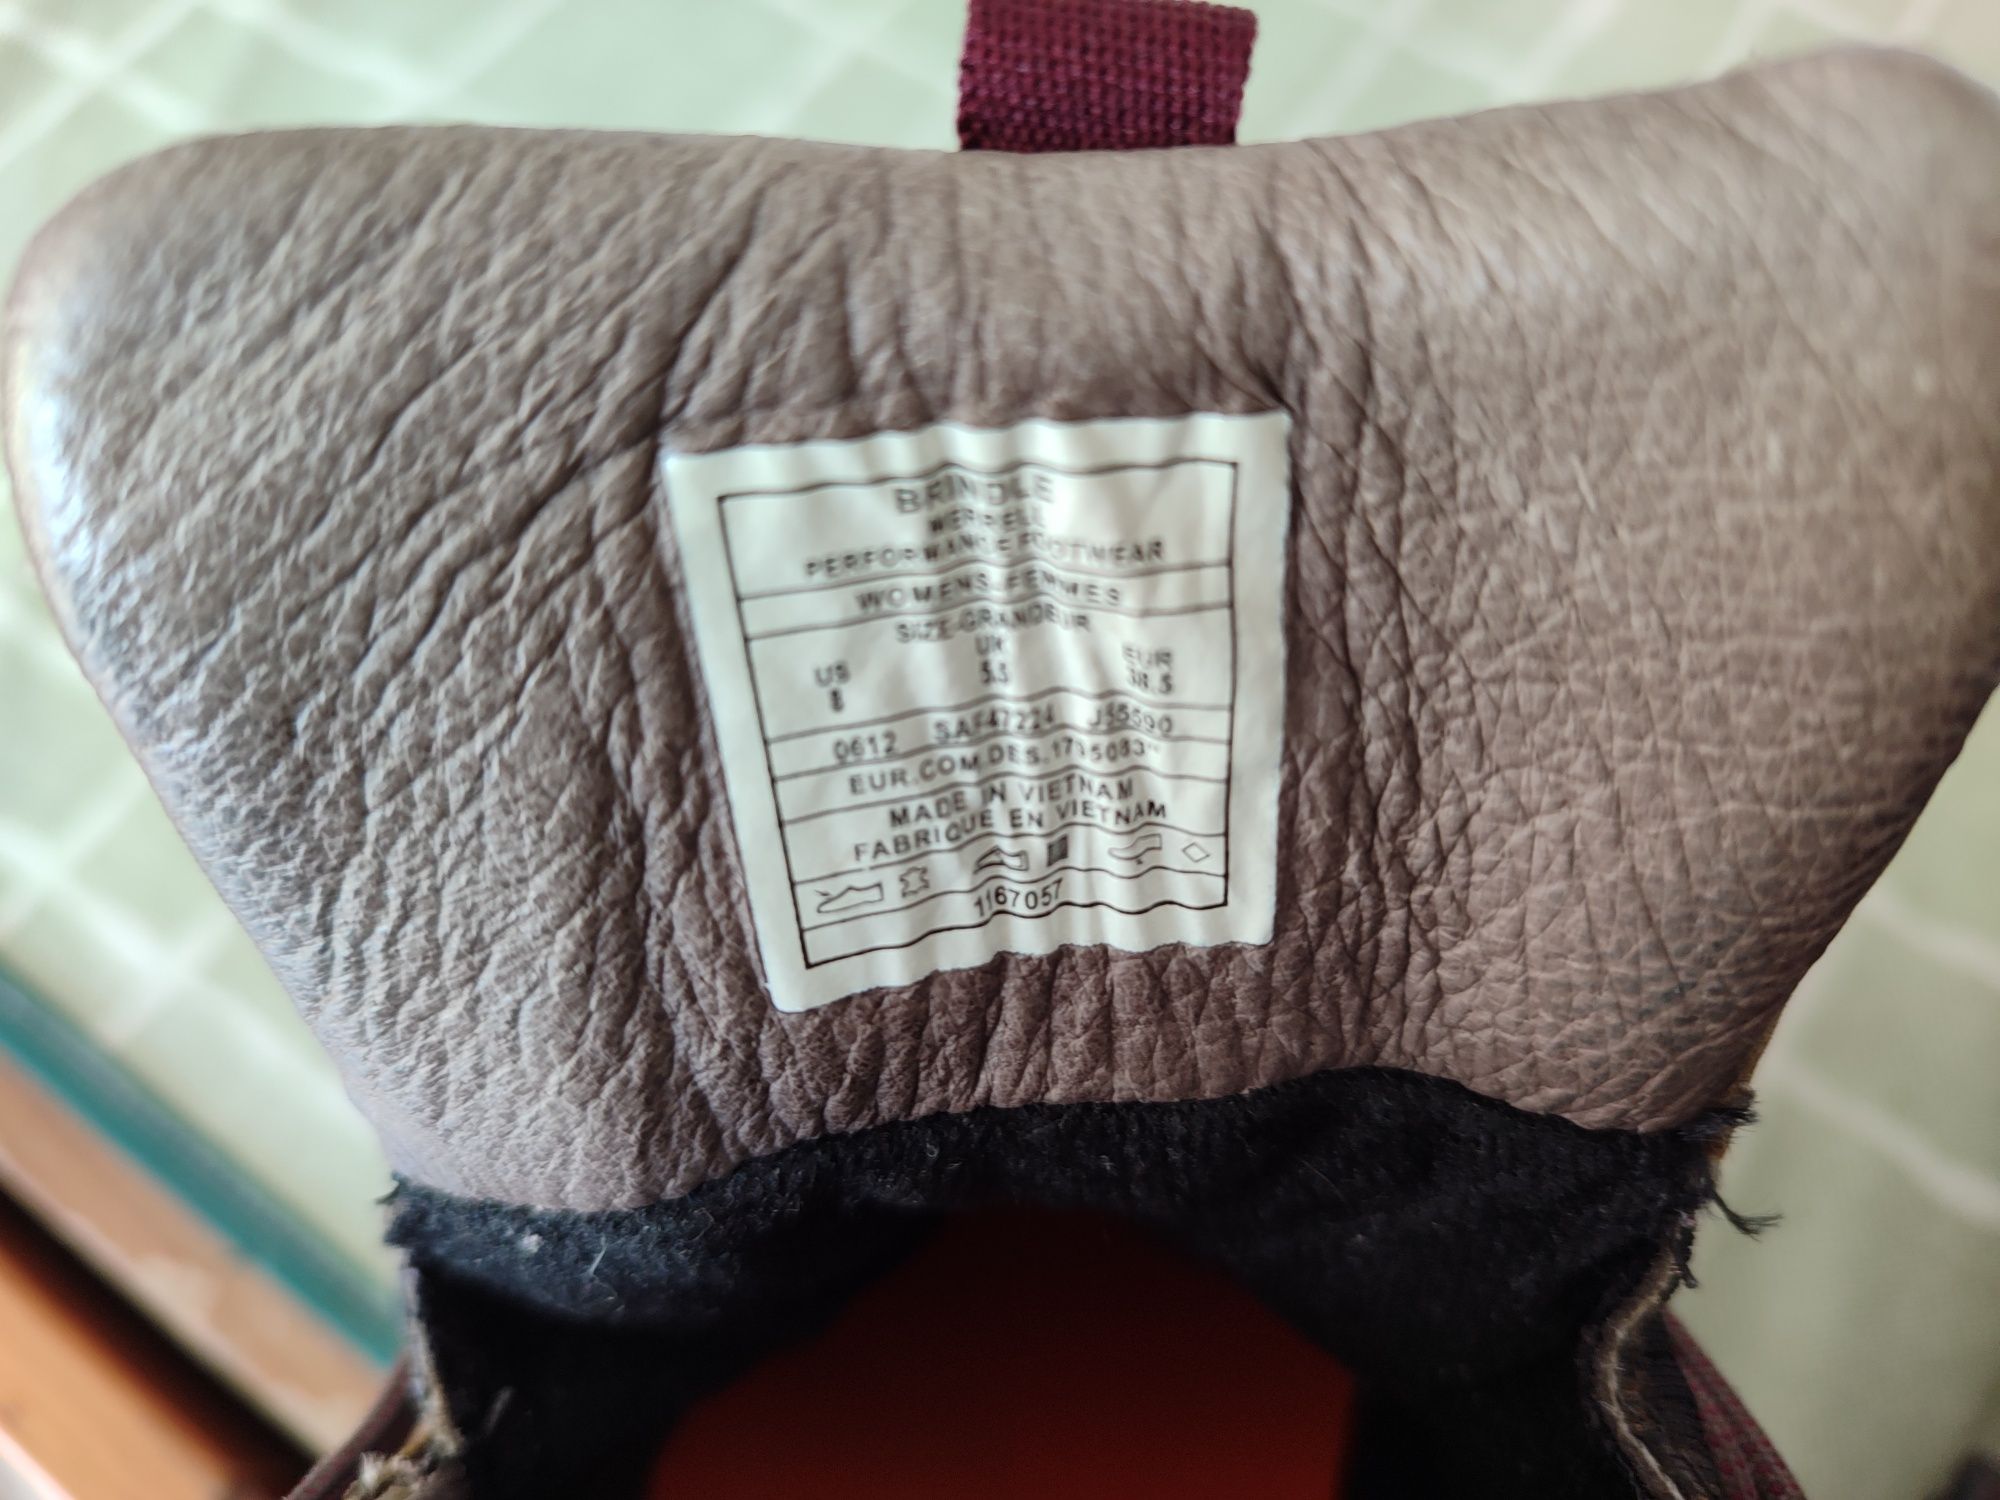 BRINDLE
MERRELL
PERFORMANCE FOOTWEAR
WOMENS-FEMMES
SIZE-GRANDEUR
US UK EUR
8 5.5 38.5
0612 SAF47224 J55590
EUR.COM.DES.
MADE IN VIETNAM
FABRIQUE EN VIETNAM
1167057